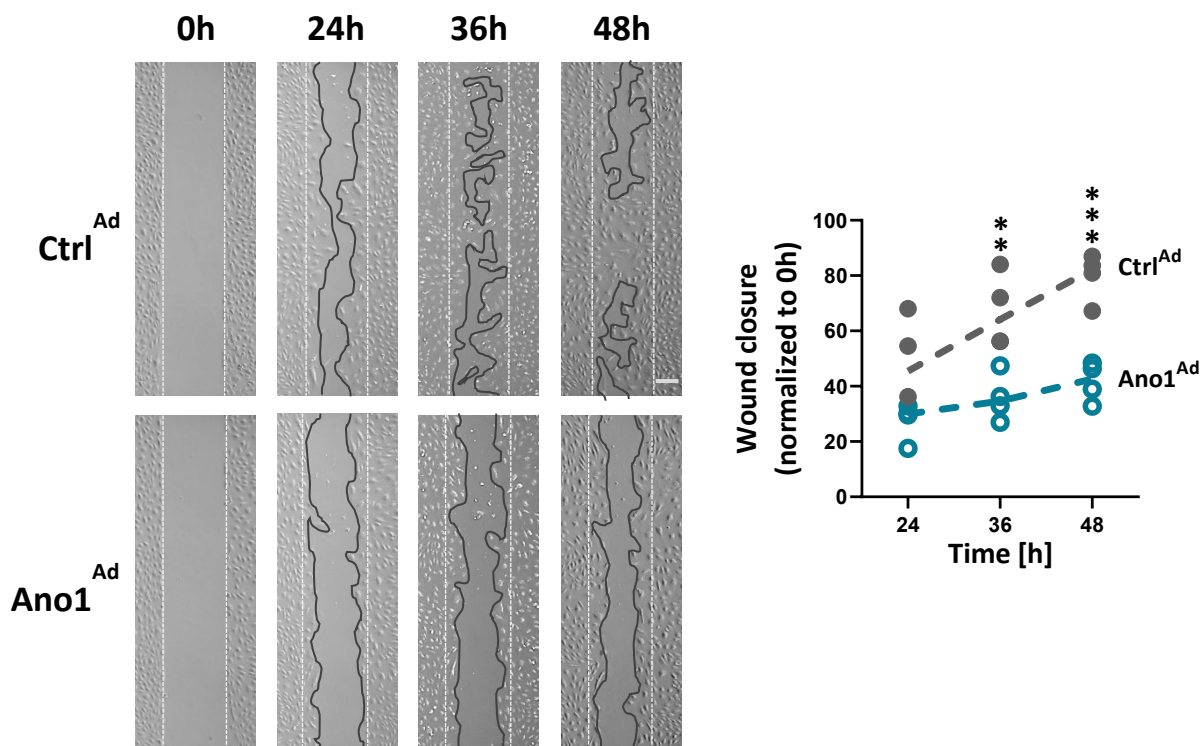 0h 24h 36h 48h
Ctrl^Ad
Ano1^Ad
Wound closure
(normalized to 0h)
100
80
60
40
20
0
**
***
Ctrl^Ad
Ano1^Ad
24 36 48
Time [h]